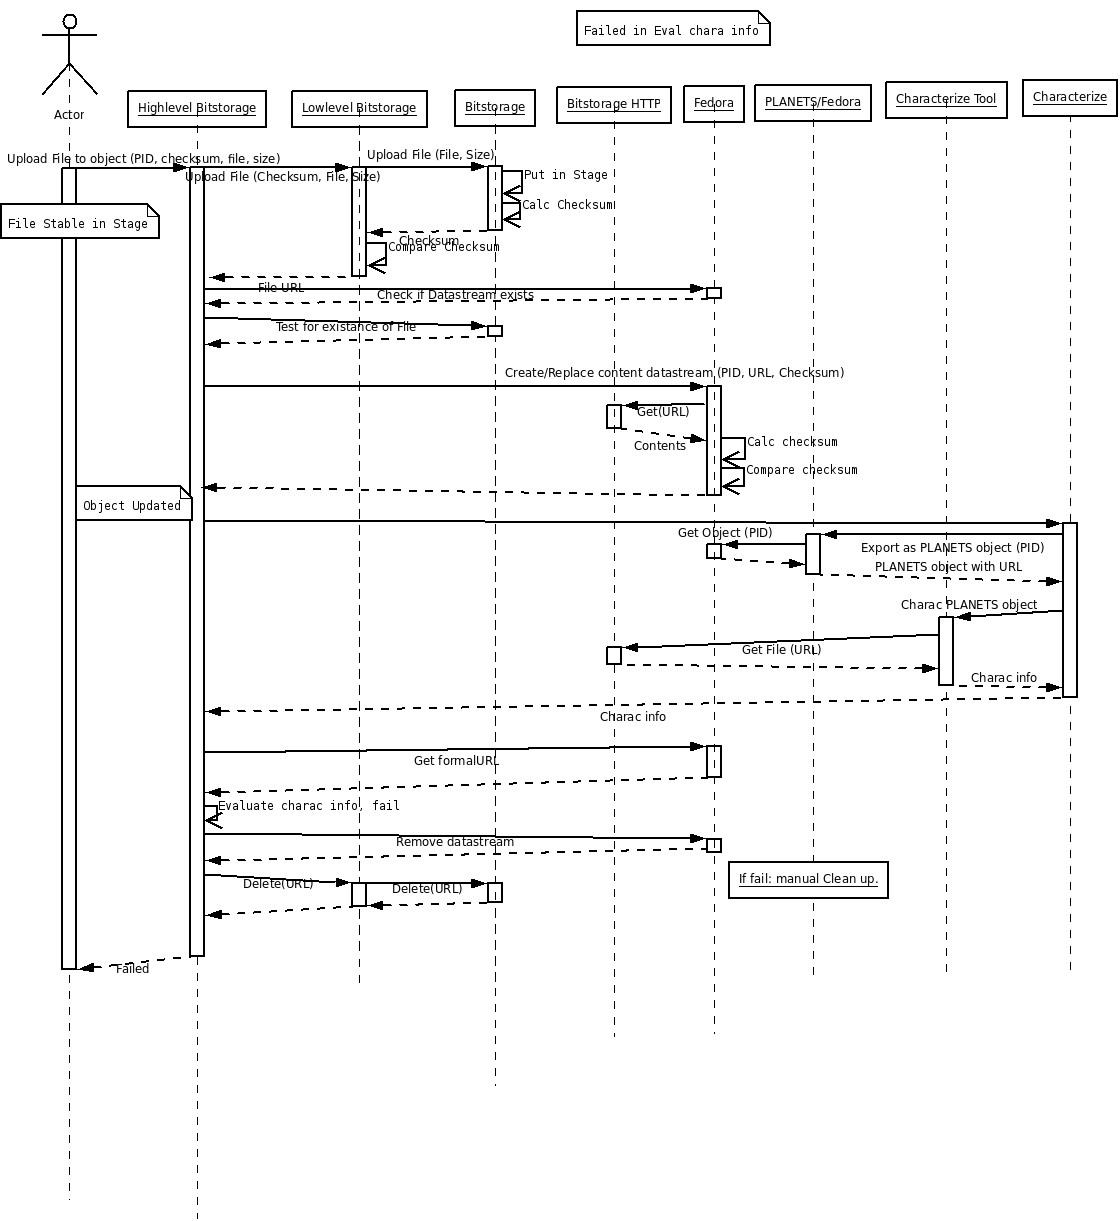 Failed in Eval chara info
Actor
Highlevel Bitstorage
Lowlevel Bitstorage
Bitstorage
Bitstorage HTTP
Fedora
PLANETS/Fedora
Characterize Tool
Characterize
Upload File to object (PID, checksum, file, size)
Upload File (File, Size)
Upload File (Checksum, File, Size)
Put in Stage
Calc Checksum
File Stable in Stage
Checksum
Compare Checksum
File URL
Check if Datastream exists
Test for existance of File
Create/Replace content datastream (PID, URL, Checksum)
Get(URL)
Contents
Calc checksum
Compare checksum
Object Updated
Get Object (PID)
Export as PLANETS object (PID)
PLANETS object with URL
Charac PLANETS object
Get File (URL)
Charac info
Charac info
Get formalURL
Evaluate charac info, fail
Remove datastream
If fail: manual Clean up.
Delete(URL)
Delete(URL)
Failed